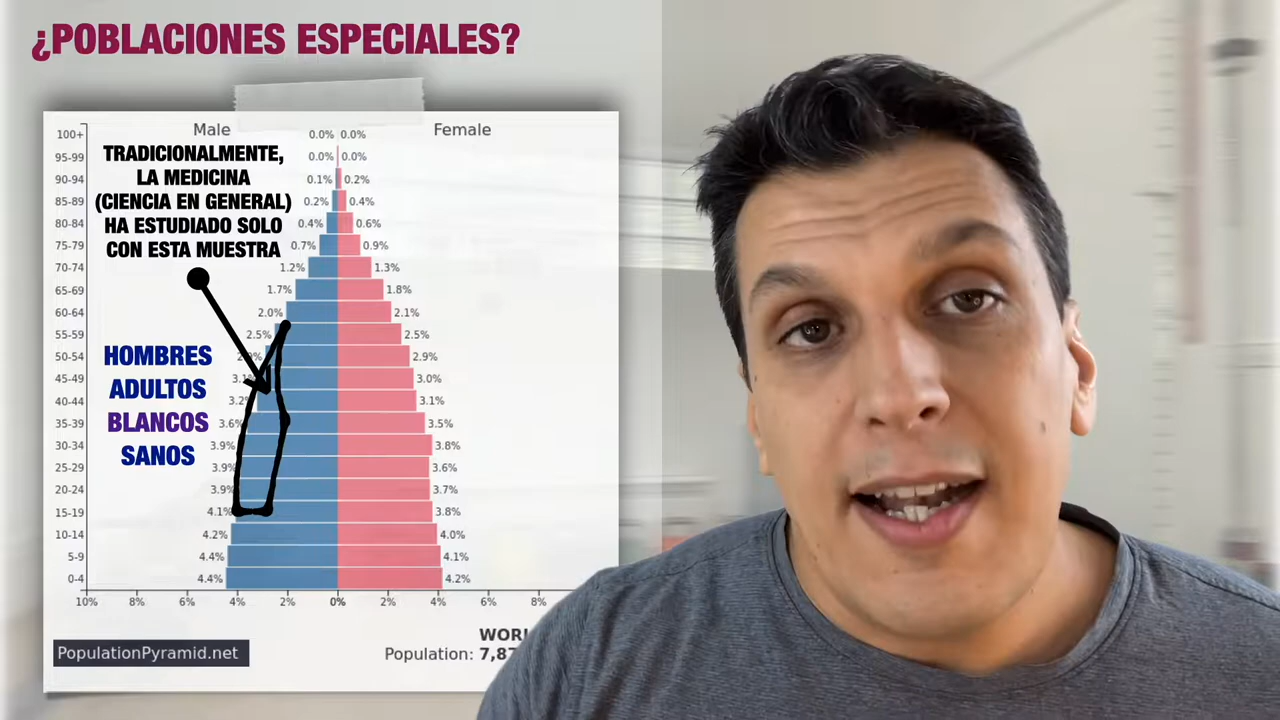 ¿POBLACIONES ESPECIALES?
Male
Female
TRADICIONALMENTE,
LA MEDICINA
(CIENCIA EN GENERAL)
HA ESTUDIADO SOLO
CON ESTA MUESTRA
HOMBRES
ADULTOS
BLANCOS
SANOS
100+ 0.0% 0.0%
95-99 0.0% 0.0%
90-94 0.1% 0.2%
85-89 0.2% 0.4%
80-84 0.4% 0.6%
75-79 0.7% 0.9%
70-74 1.2% 1.3%
65-69 1.7% 1.8%
60-64 2.0% 2.1%
55-59 2.5% 2.5%
50-54 2.9%
45-49 3.0%
40-44 3.2% 3.1%
35-39 3.6% 3.5%
30-34 3.9% 3.8%
25-29 3.9% 3.6%
20-24 3.9% 3.7%
15-19 4.1% 3.8%
10-14 4.2% 4.0%
5-9 4.4% 4.1%
0-4 4.4% 4.2%
10% 8% 6% 4% 2% 0% 2% 4% 6% 8%
PopulationPyramid.net
Population: